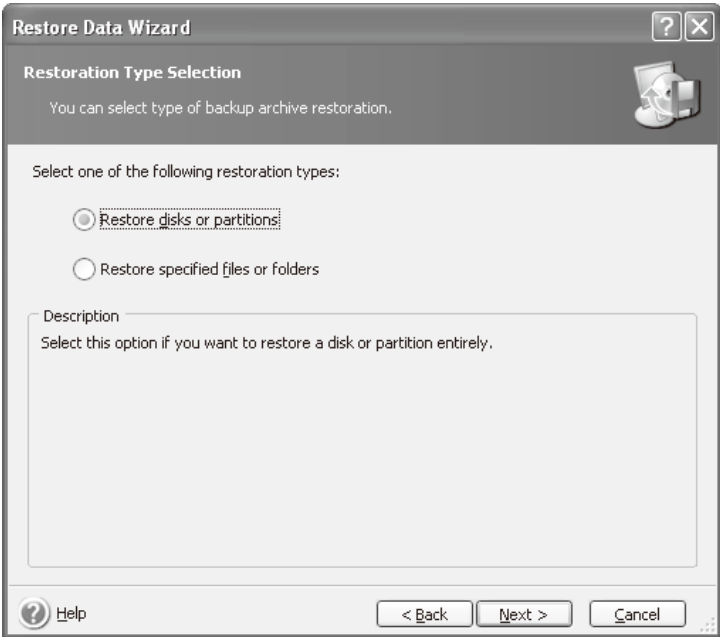 Restore Data Wizard
Restoration Type Selection
You can select type of backup archive restoration.
Select one of the following restoration types:
Restore disks or partitions
Restore specified files or folders
Description
Select this option if you want to restore a disk or partition entirely.
Help
< Back
Next >
Cancel